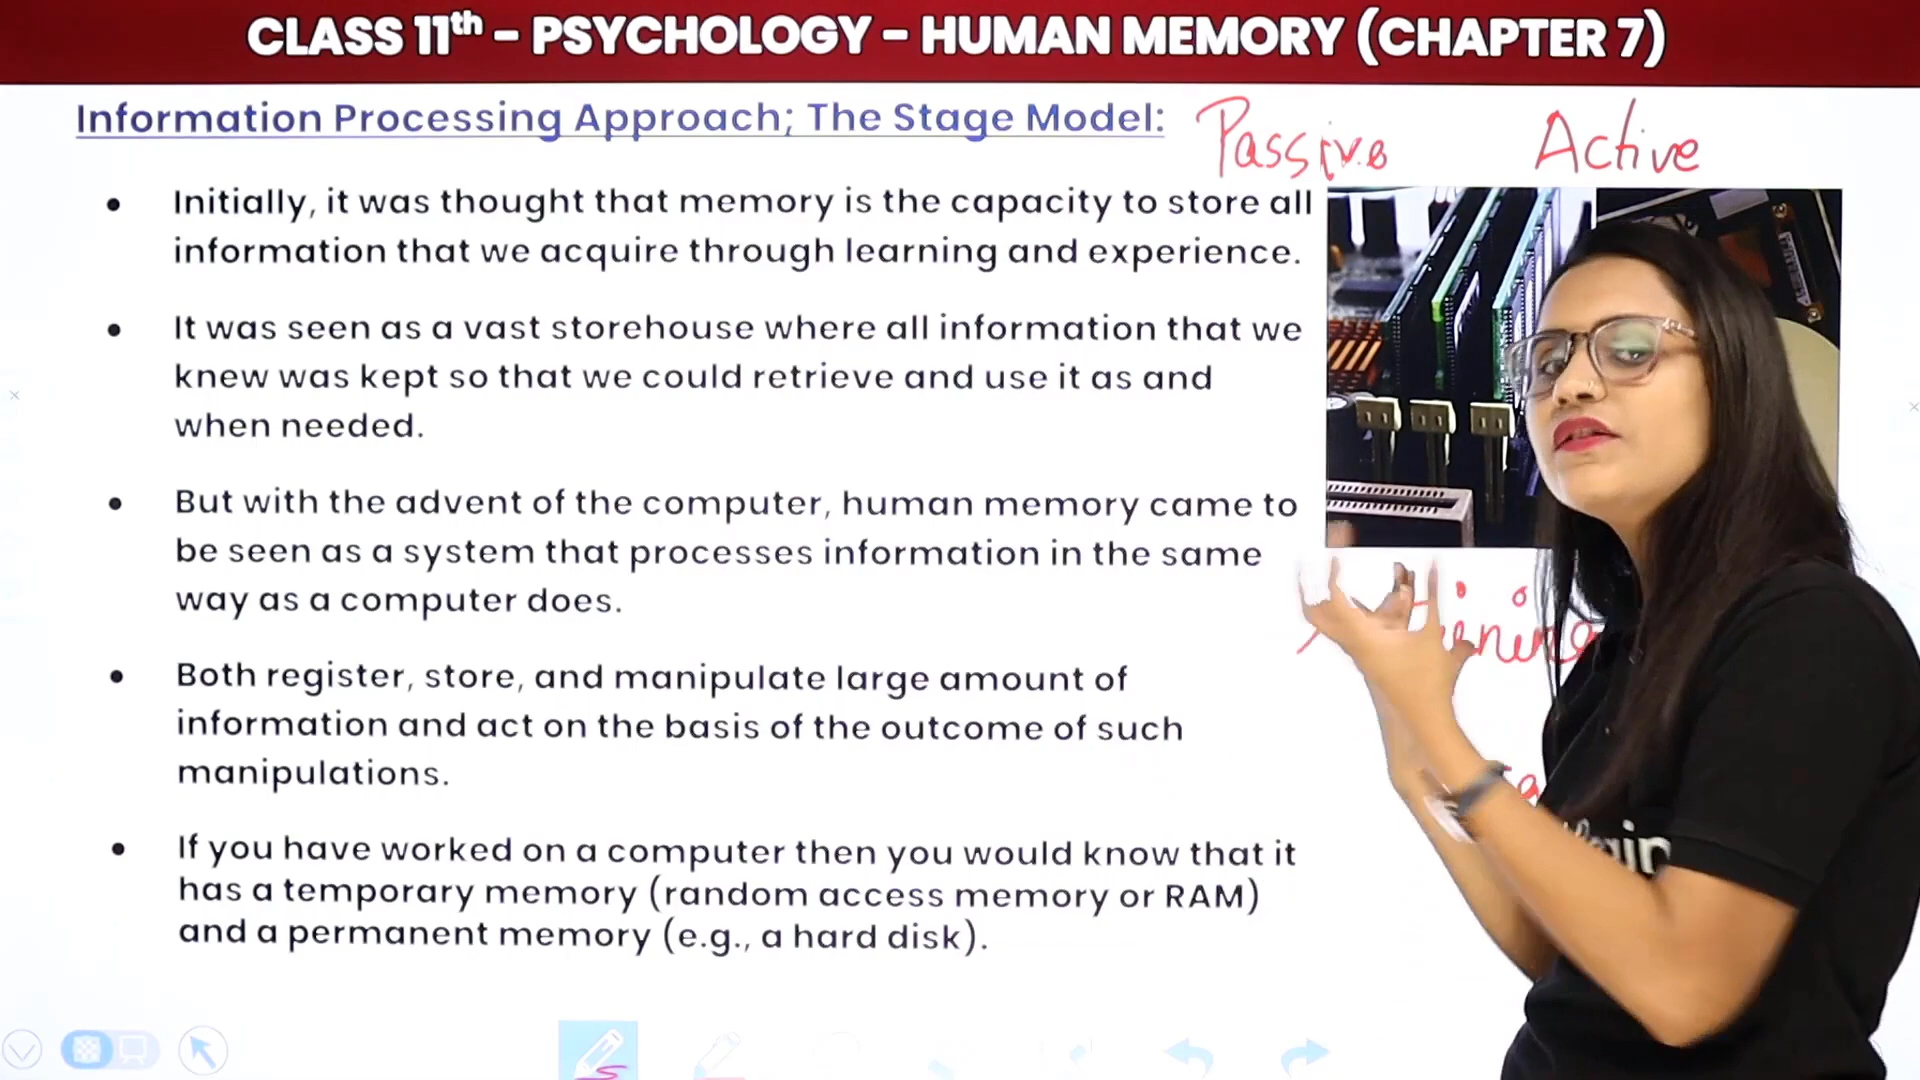 CLASS 11th - PSYCHOLOGY - HUMAN MEMORY (CHAPTER 7)
Information Processing Approach; The Stage Model:
Passive Active
Initially, it was thought that memory is the capacity to store all
information that we acquire through learning and experience.
It was seen as a vast storehouse where all information that we
knew was kept so that we could retrieve and use it as and
when needed.
But with the advent of the computer, human memory came to
be seen as a system that processes information in the same
way as a computer does.
Both register, store, and manipulate large amount of
information and act on the basis of the outcome of such
manipulations.
If you have worked on a computer then you would know that it
has a temporary memory (random access memory or RAM)
and a permanent memory (e.g., a hard disk).